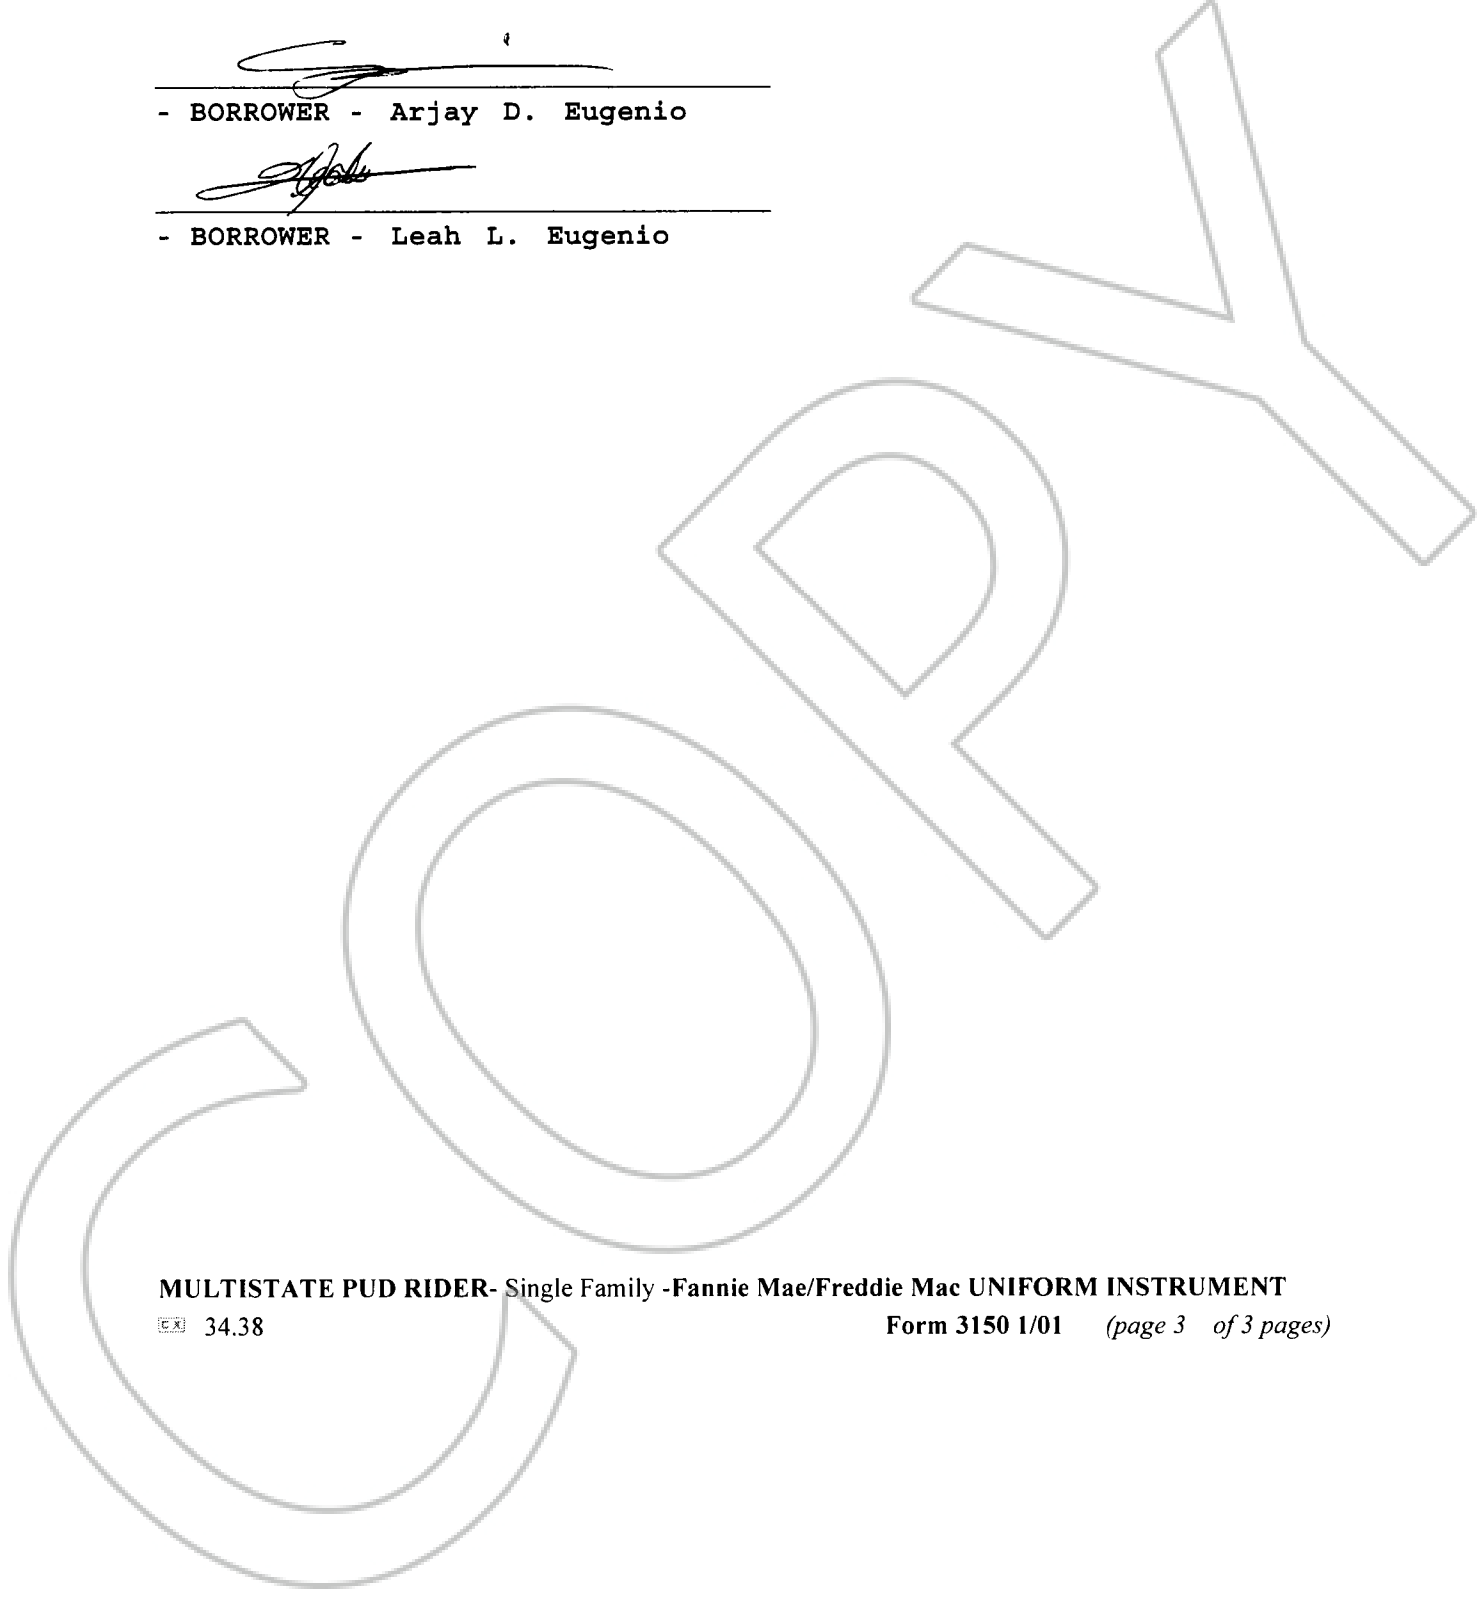 - BORROWER - Arjay D. Eugenio
- BORROWER - Leah L. Eugenio
COPY
MULTISTATE PUD RIDER- Single Family -Fannie Mae/Freddie Mac UNIFORM INSTRUMENT
34.38 Form 3150 1/01 (page 3 of 3 pages)